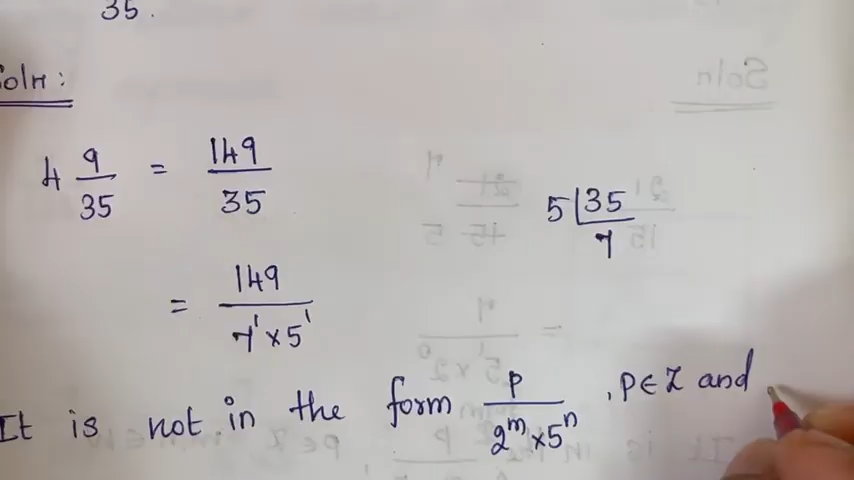 35.
Soln:
4 9/35 = 149/35
5 | 35
7
= 149/7¹×5¹
It is not in the form p/2ᵐ×5ⁿ , p∈Z and